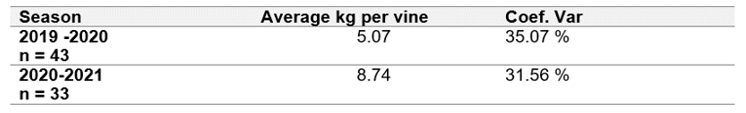 Season Average kg per vine Coef. Var
2019 -2020 5.07 35.07 %
n = 43
2020-2021 8.74 31.56 %
n = 33